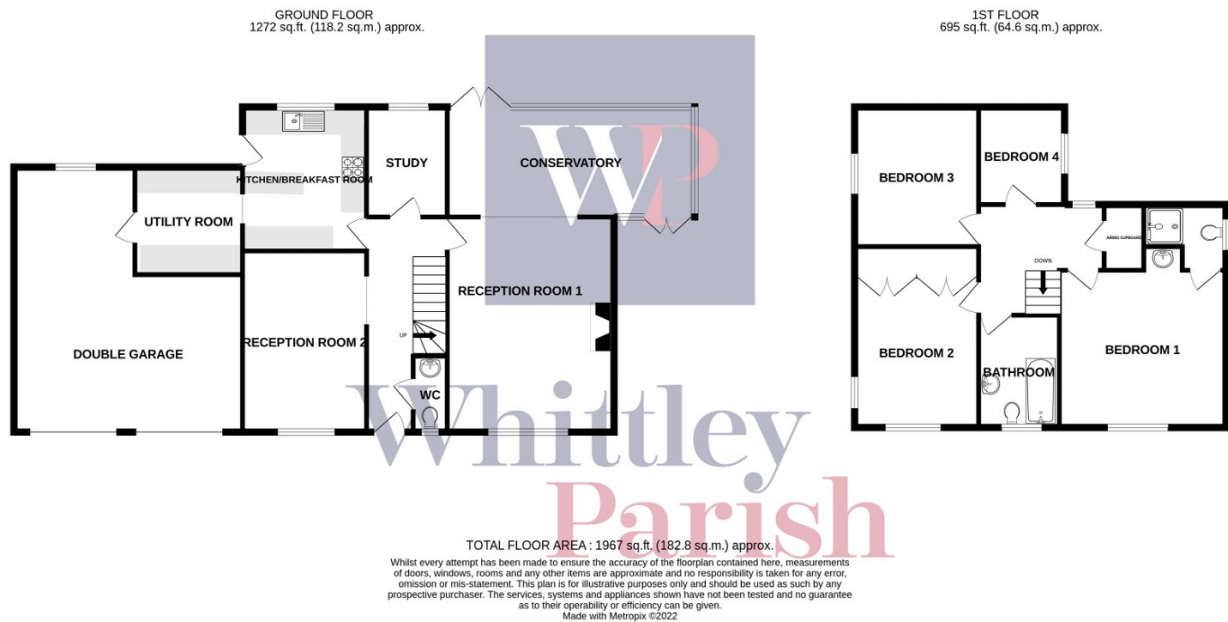 GROUND FLOOR
1272 sq.ft. (118.2 sq.m.) approx.
1ST FLOOR
695 sq.ft. (64.6 sq.m.) approx.
WP
STUDY
CONSERVATORY
KITCHEN/BREAKFAST ROOM
UTILITY ROOM
RECEPTION ROOM 1
UP
RECEPTION ROOM 2
DOUBLE GARAGE
WC
BEDROOM 4
BEDROOM 3
AIRING CUPBOARD
DOWN
BEDROOM 2
BEDROOM 1
BATHROOM
Whittley
Parish
TOTAL FLOOR AREA : 1967 sq.ft. (182.8 sq.m.) approx.
Whilst every attempt has been made to ensure the accuracy of the floorplan contained here, measurements
of doors, windows, rooms and any other items are approximate and no responsibility is taken for any error,
omission or mis-statement. This plan is for illustrative purposes only and should be used as such by any
prospective purchaser. The services, systems and appliances shown have not been tested and no guarantee
as to their operability or efficiency can be given.
Made with Metropix ©2022